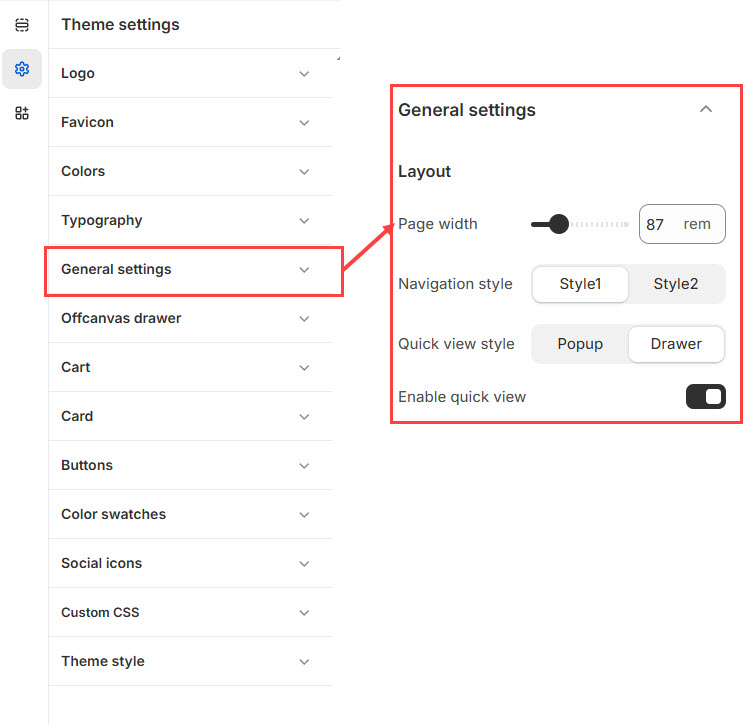 Theme settings
Logo
Favicon
Colors
Typography
General settings
Offcanvas drawer
Cart
Card
Buttons
Color swatches
Social icons
Custom CSS
Theme style
General settings
Layout
Page width 87 rem
Navigation style Style1 Style2
Quick view style Popup Drawer
Enable quick view